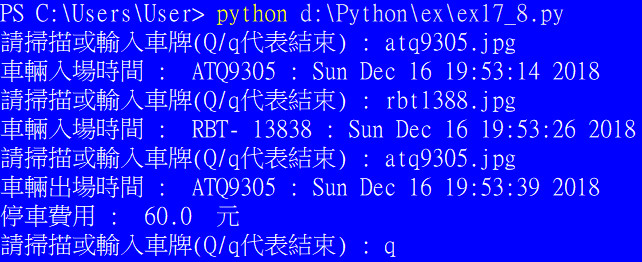 PS C:\Users\User> python d:\Python\ex\ex17_8.py
請掃描或輸入車牌(Q/q代表結束) : atq9305.jpg
車輛入場時間 :  ATQ9305 : Sun Dec 16 19:53:14 2018
請掃描或輸入車牌(Q/q代表結束) : rbt1388.jpg
車輛入場時間 :  RBT- 13838 : Sun Dec 16 19:53:26 2018
請掃描或輸入車牌(Q/q代表結束) : atq9305.jpg
車輛出場時間 :  ATQ9305 : Sun Dec 16 19:53:39 2018
停車費用 :  60.0  元
請掃描或輸入車牌(Q/q代表結束) : q